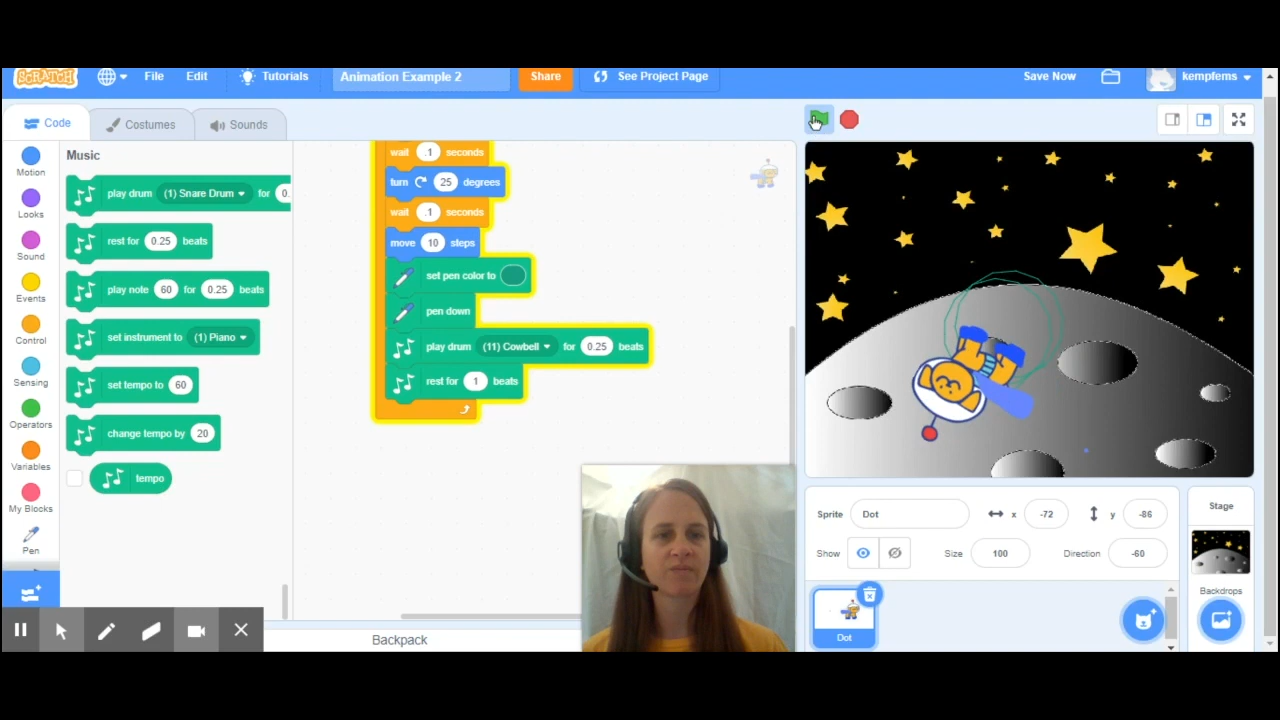 SCRATCH File Edit Tutorials Animation Example 2 Share See Project Page Save Now kempfems
Code Costumes Sounds
Motion
Looks
Sound
Events
Control
Sensing
Operators
Variables
My Blocks
Pen
Music
play drum (1) Snare Drum for 0.
rest for 0.25 beats
play note 60 for 0.25 beats
set instrument to (1) Piano
set tempo to 60
change tempo by 20
tempo
wait .1 seconds
turn 25 degrees
wait .1 seconds
move 10 steps
set pen color to
pen down
play drum (11) Cowbell for 0.25 beats
rest for 1 beats
Backpack
Sprite Dot x -72 y -86
Show Size 100 Direction -60
Dot
Stage
Backdrops